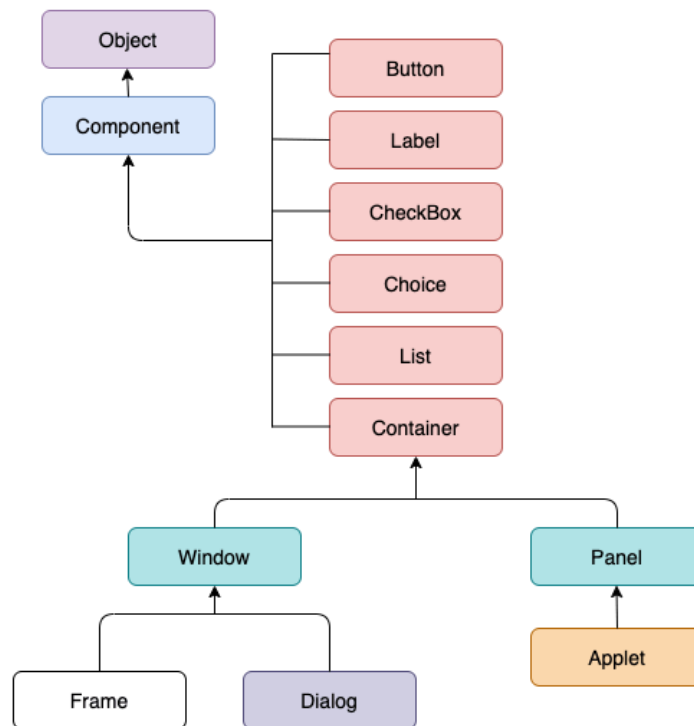 Object
Component
Button
Label
CheckBox
Choice
List
Container
Window
Panel
Applet
Frame
Dialog